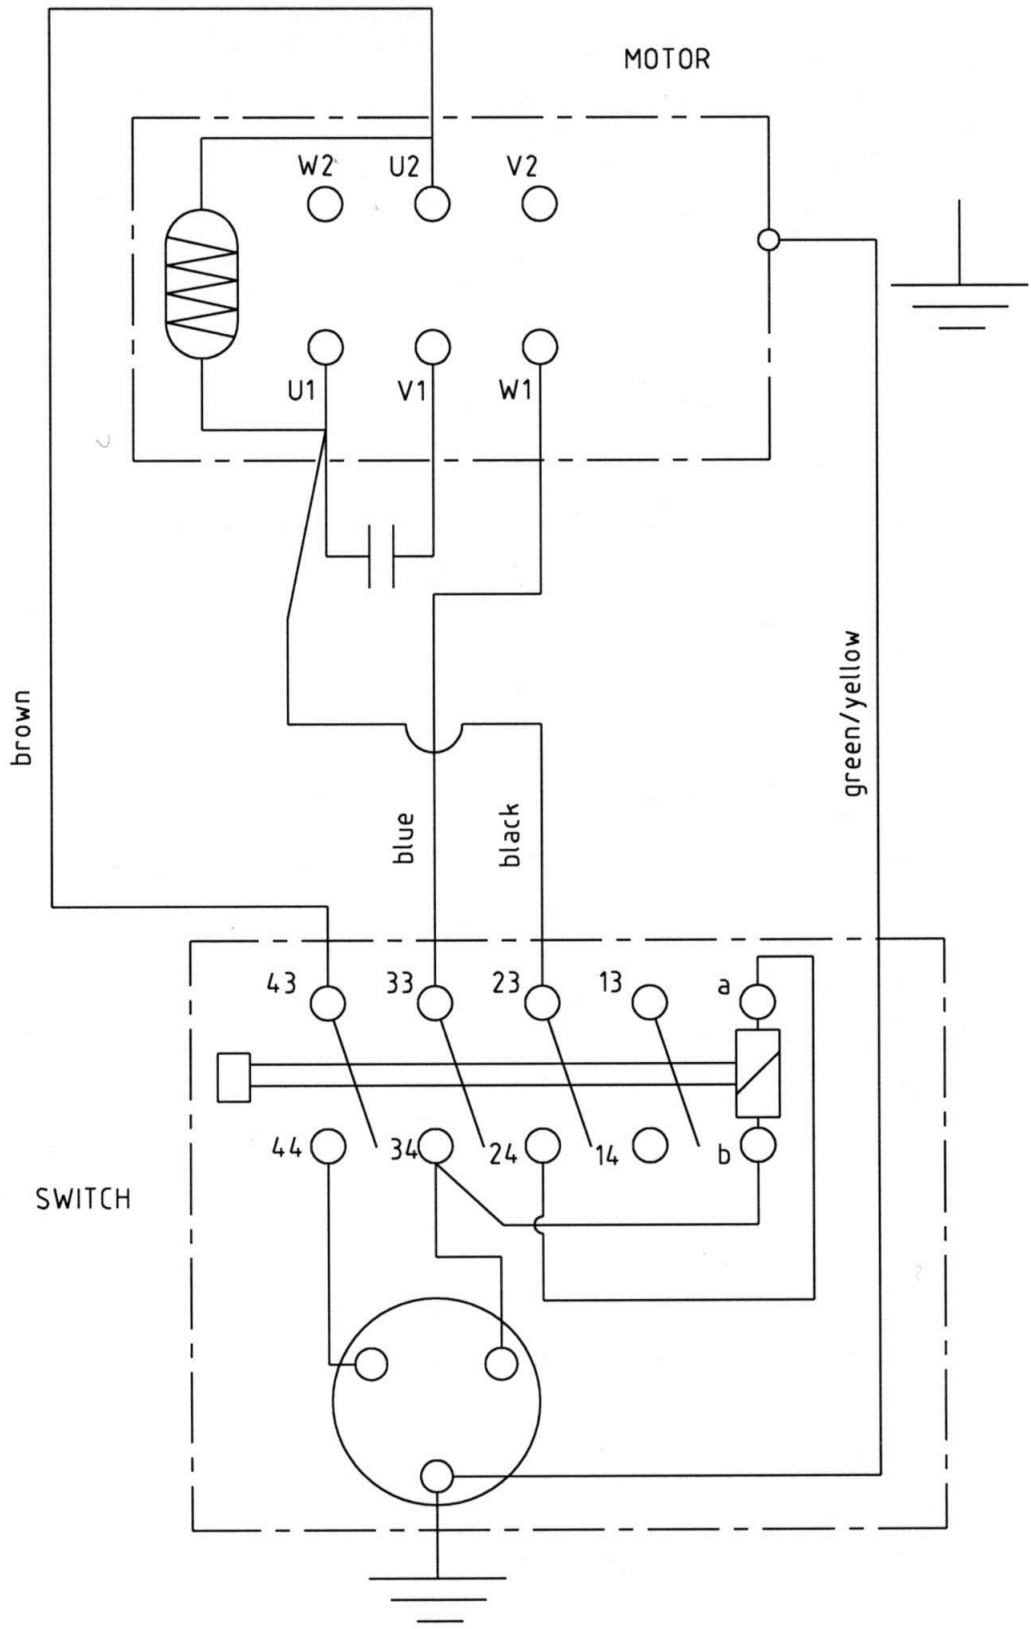 MOTOR
W2 U2 V2
U1 V1 W1
brown
green/yellow
blue
black
43 33 23 13 a
44 34 24 14 b
SWITCH